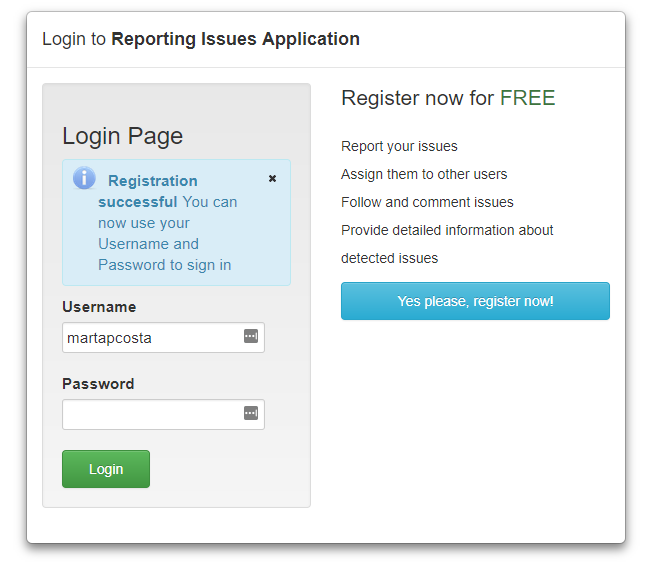 Login to Reporting Issues Application
Login Page
Registration
successful You can
now use your
Username and
Password to sign in
Username
martapcosta
Password
Login
Register now for FREE
Report your issues
Assign them to other users
Follow and comment issues
Provide detailed information about
detected issues
Yes please, register now!